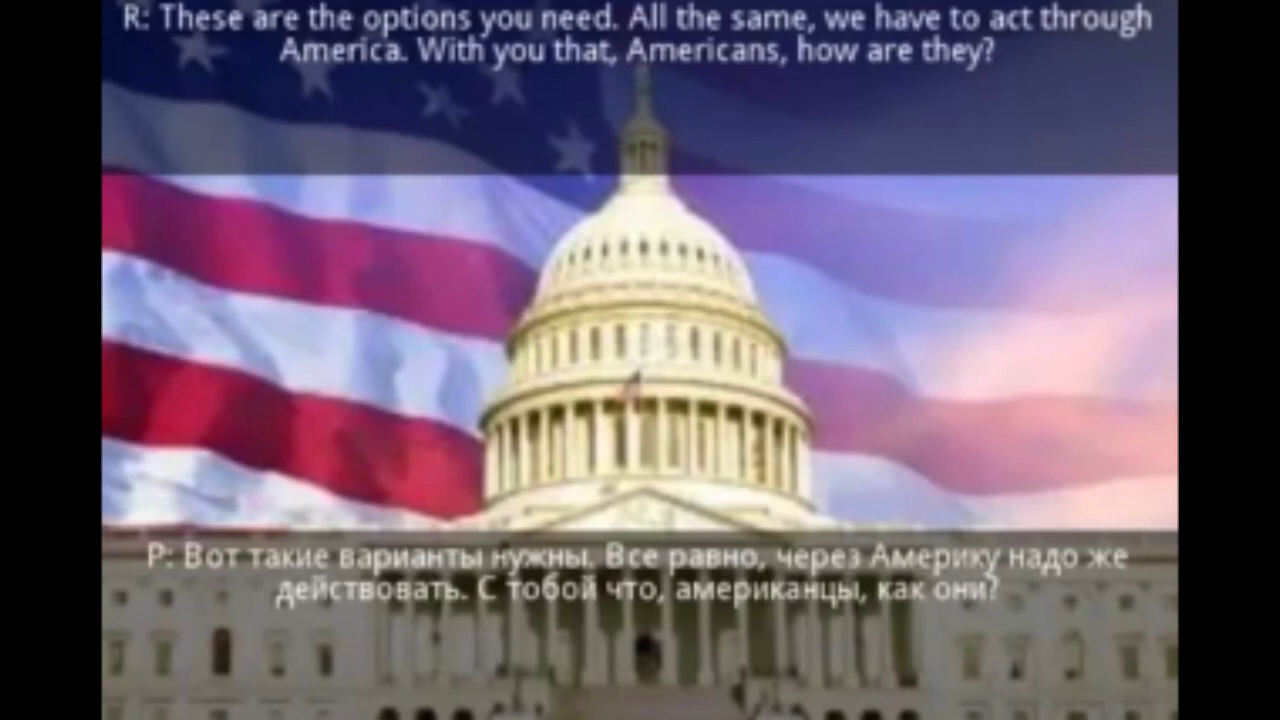 R: These are the options you need. All the same, we have to act through
America. With you that, Americans, how are they?
Р: Вот такие варианты нужны. Все равно, через Америку надо же
действовать. С тобой что, американцы, как они?